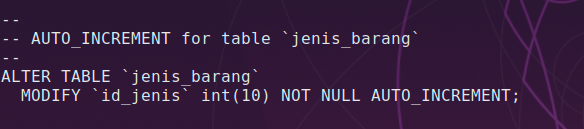 --
-- AUTO_INCREMENT for table `jenis_barang`
--
ALTER TABLE `jenis_barang`
  MODIFY `id_jenis` int(10) NOT NULL AUTO_INCREMENT;